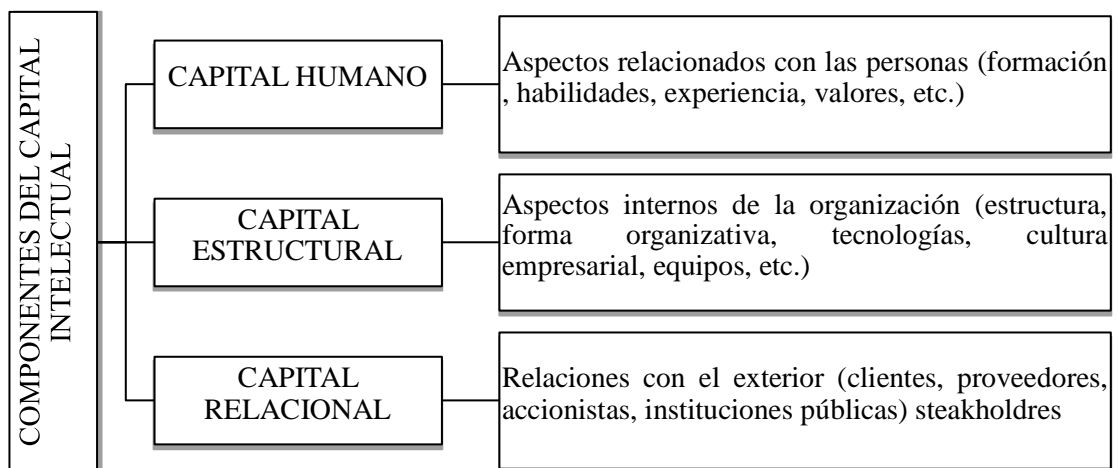 COMPONENTES DEL CAPITAL
INTELECTUAL
CAPITAL HUMANO
Aspectos relacionados con las personas (formación
, habilidades, experiencia, valores, etc.)
CAPITAL
ESTRUCTURAL
Aspectos internos de la organización (estructura,
forma organizativa, tecnologías, cultura
empresarial, equipos, etc.)
CAPITAL
RELACIONAL
Relaciones con el exterior (clientes, proveedores,
accionistas, instituciones públicas) steakholdres